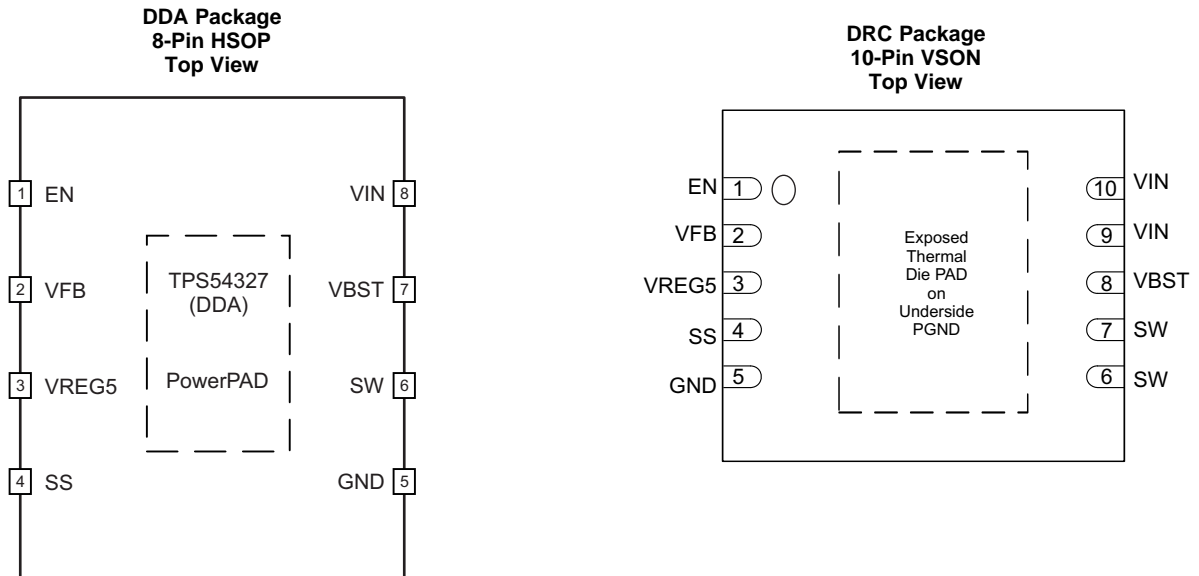 DDA Package
8-Pin HSOP
Top View
1 EN
VIN 8
2 VFB
VBST 7
3 VREG5
SW 6
4 SS
GND 5
TPS54327
(DDA)
PowerPAD
DRC Package
10-Pin VSON
Top View
EN 1
10 VIN
VFB 2
9 VIN
VREG5 3
8 VBST
SS 4
7 SW
GND 5
6 SW
Exposed
Thermal
Die PAD
on
Underside
PGND